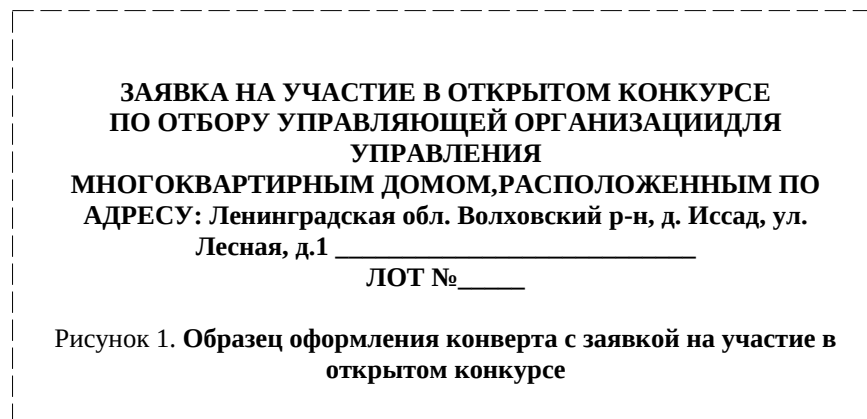 ЗАЯВКА НА УЧАСТИЕ В ОТКРЫТОМ КОНКУРСЕ
ПО ОТБОРУ УПРАВЛЯЮЩЕЙ ОРГАНИЗАЦИИДЛЯ
УПРАВЛЕНИЯ
МНОГОКВАРТИРНЫМ ДОМОМ,РАСПОЛОЖЕННЫМ ПО
АДРЕСУ: Ленинградская обл. Волховский р-н, д. Иссад, ул.
Лесная, д.1 ___________________________
ЛОТ №_____
Рисунок 1. Образец оформления конверта с заявкой на участие в
открытом конкурсе